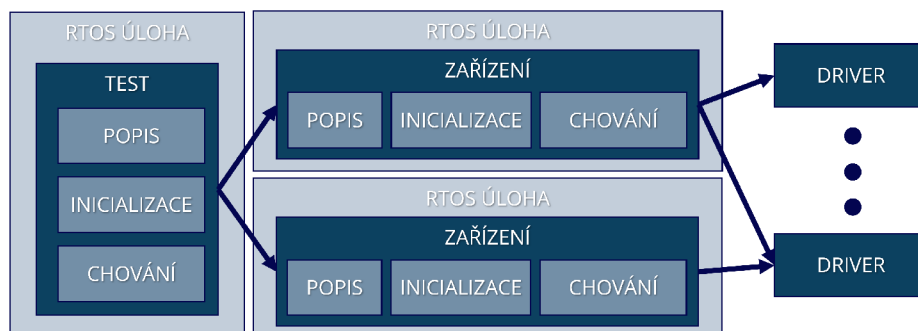 RTOS ÚLOHA
TEST
POPIS
INICIALIZACE
CHOVÁNÍ
RTOS ÚLOHA
ZAŘÍZENÍ
POPIS INICIALIZACE CHOVÁNÍ
RTOS ÚLOHA
ZAŘÍZENÍ
POPIS INICIALIZACE CHOVÁNÍ
DRIVER
DRIVER